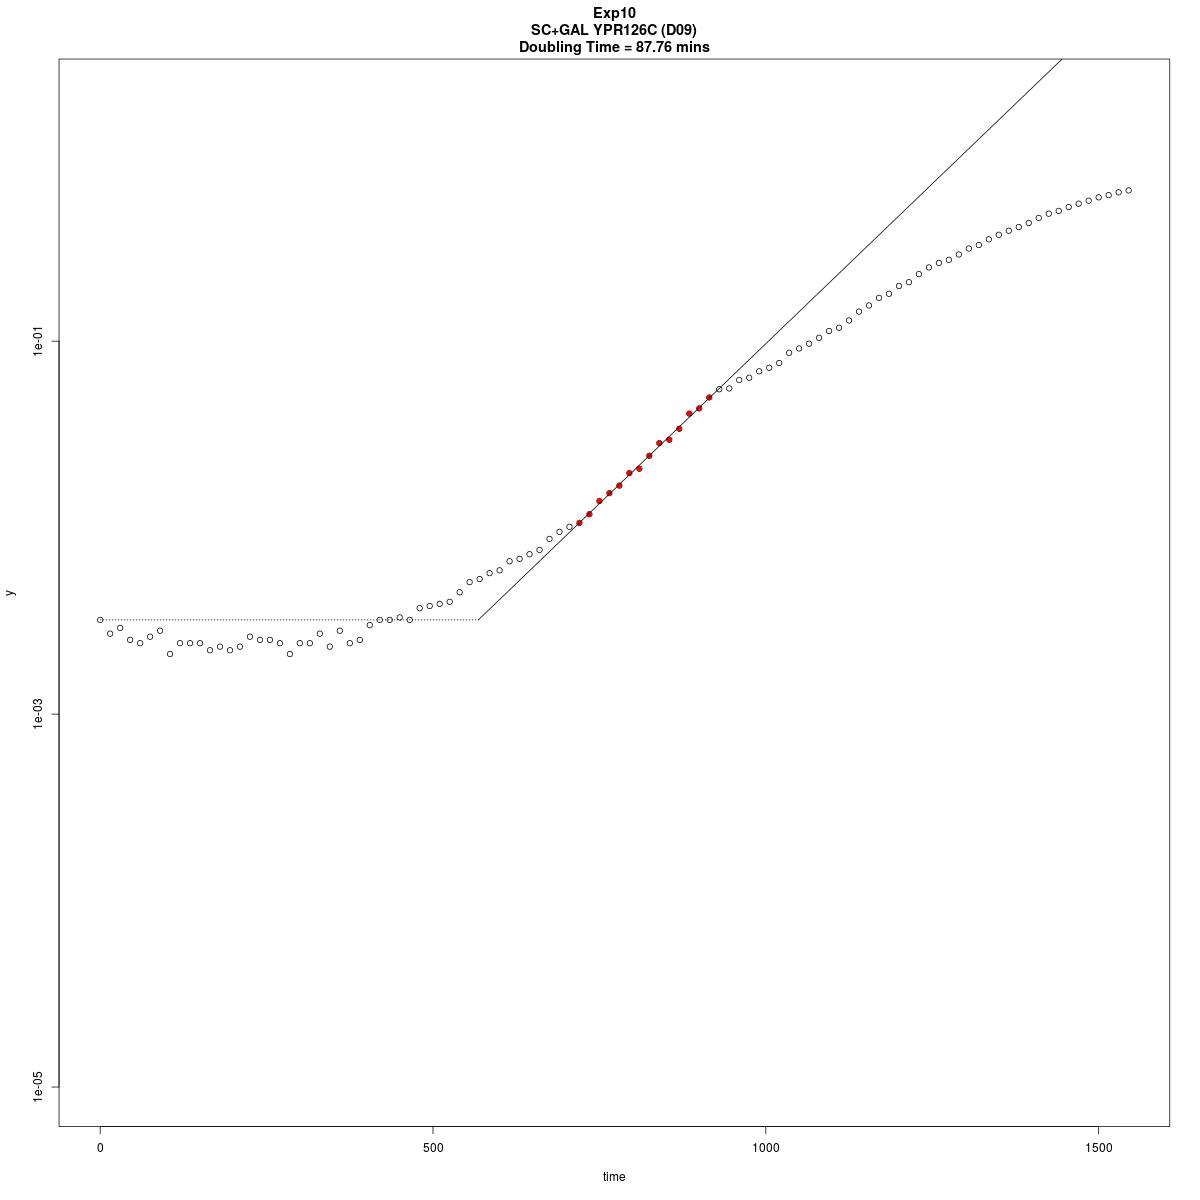 Exp10
SC+GAL YPR126C (D09)
Doubling Time = 87.76 mins
1e-01
1e-03
1e-05
y
0 500 1000 1500
time